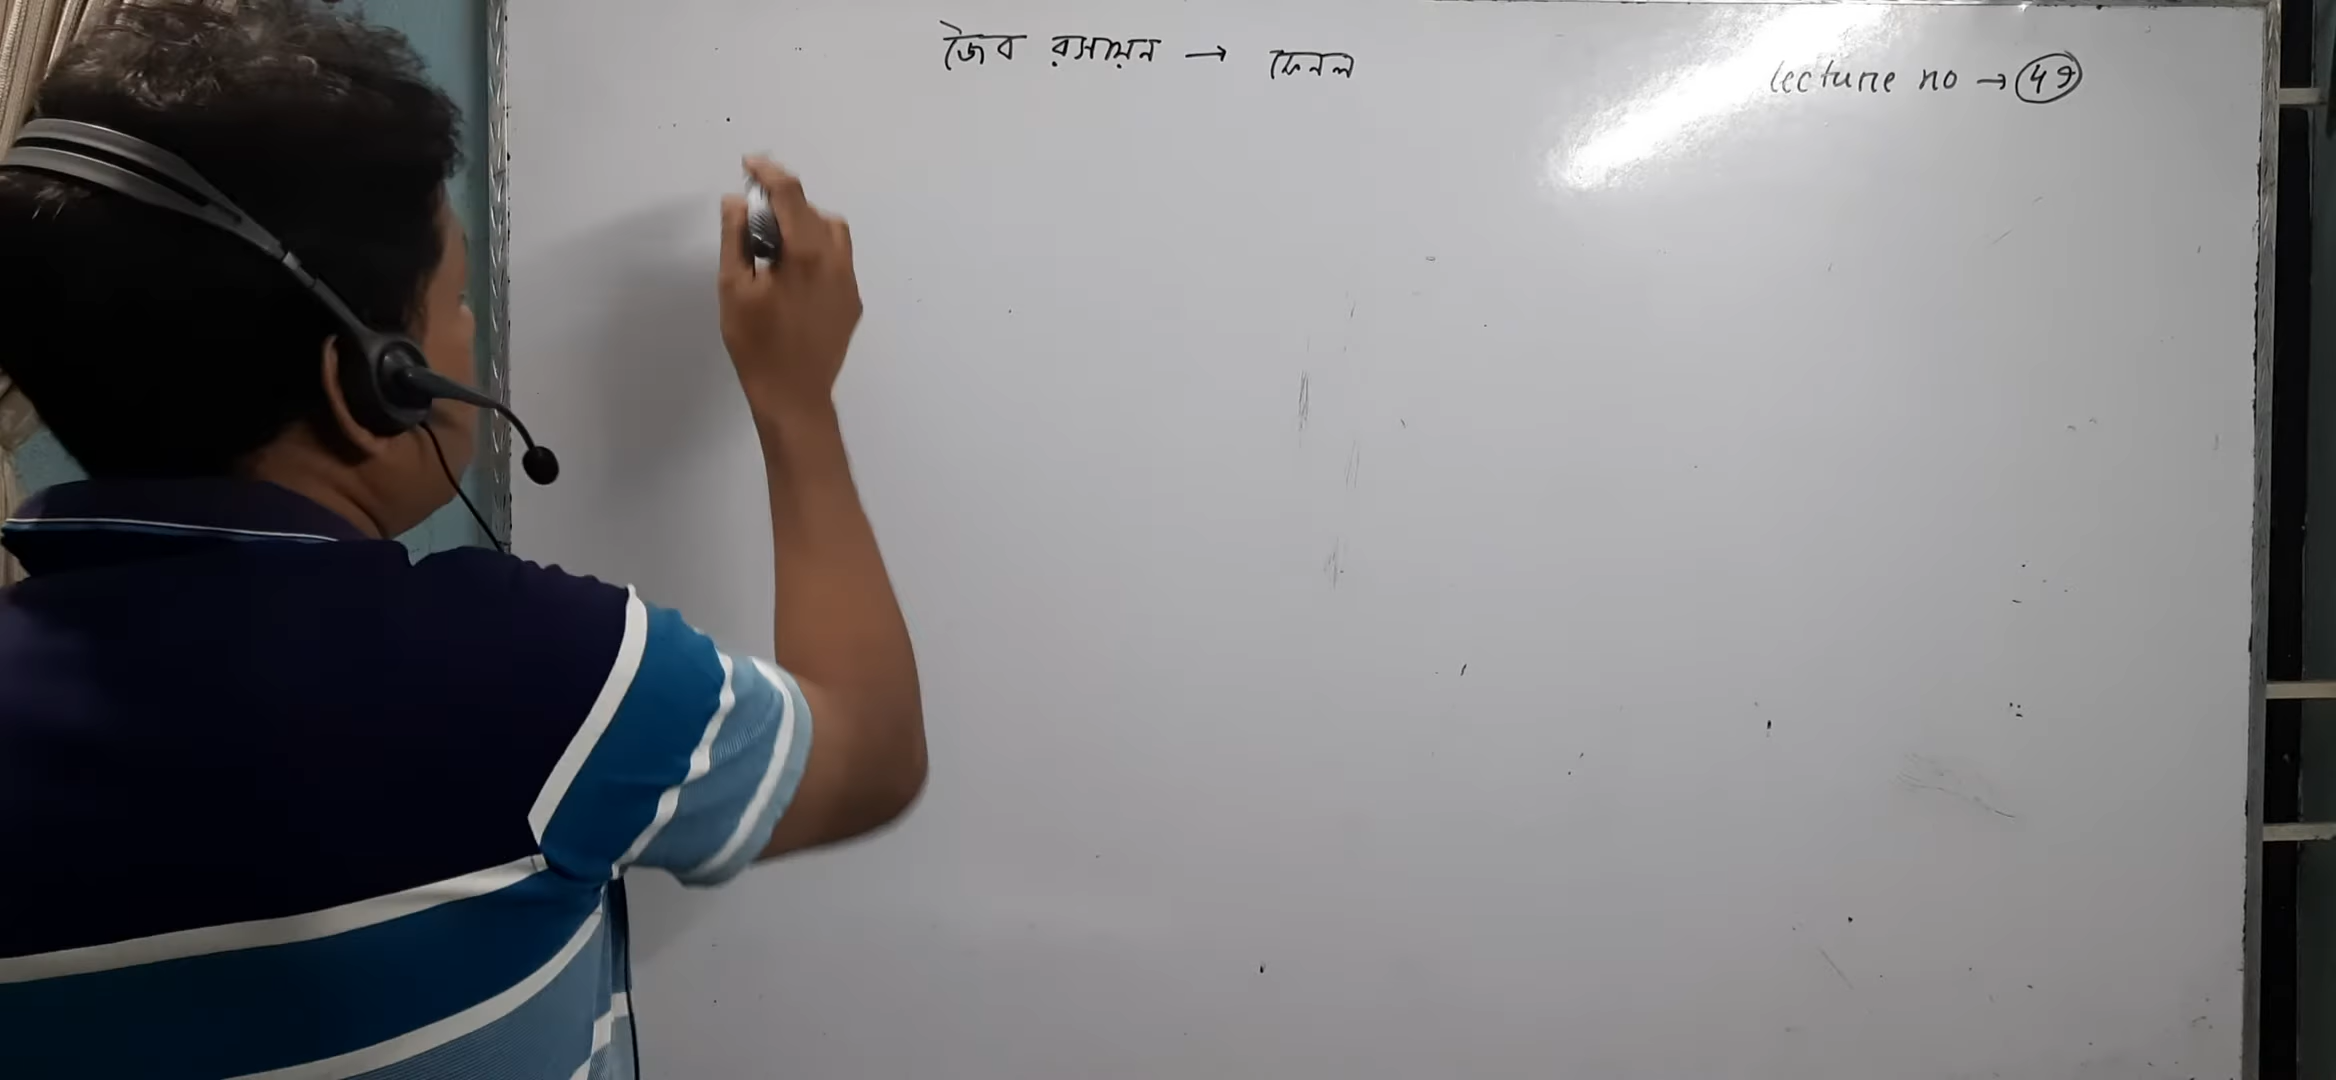 জৈব রসায়ন → ফেনল
lecture no → 49